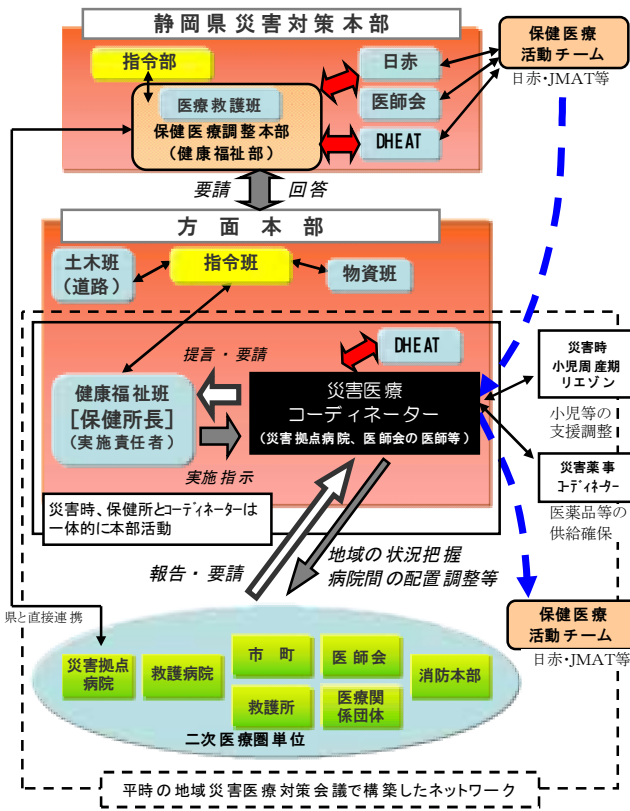 静岡県災害対策本部
保健医療
活動チーム
日赤・JMAT等
指令部
日赤
医療救護班
医師会
保健医療調整本部
(健康福祉部)
DHEAT
要請
回答
方面本部
土木班
(道路)
指令班
物資班
DHEAT
提言・要請
災害時
小児周産期
リエゾン
小児等の
支援調整
健康福祉班
[保健所長]
(実施責任者)
災害医療
コーディネーター
(災害拠点病院、医師会の医師等)
実施指示
災害薬事
コーディネーター
医薬品等の
供給確保
災害時、保健所とコーディネーターは
一体的に本部活動
報告・要請
地域の状況把握
病院間の配置調整等
県と直接連携
保健医療
活動チーム
日赤・JMAT等
災害拠点
病院
救護病院
市町
医師会
消防本部
救護所
医療関
係団体
二次医療圏単位
平時の地域災害医療対策会議で構築したネットワーク